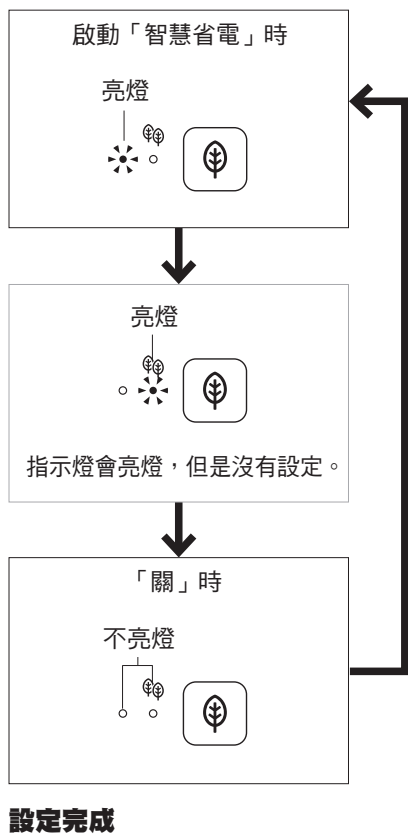 啟動「智慧省電」時
亮燈
亮燈
指示燈會亮燈，但是沒有設定。
「關」時
不亮燈
設定完成